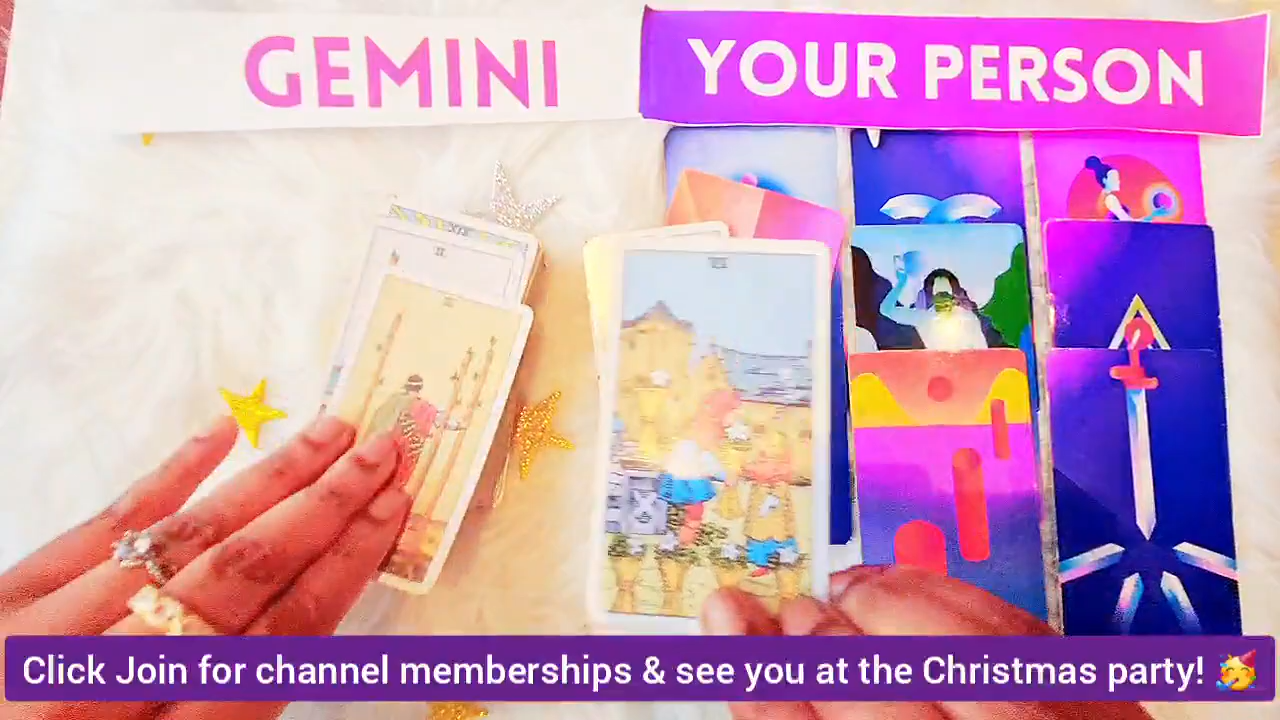 GEMINI
YOUR PERSON
Click Join for channel memberships & see you at the Christmas party! 🥳